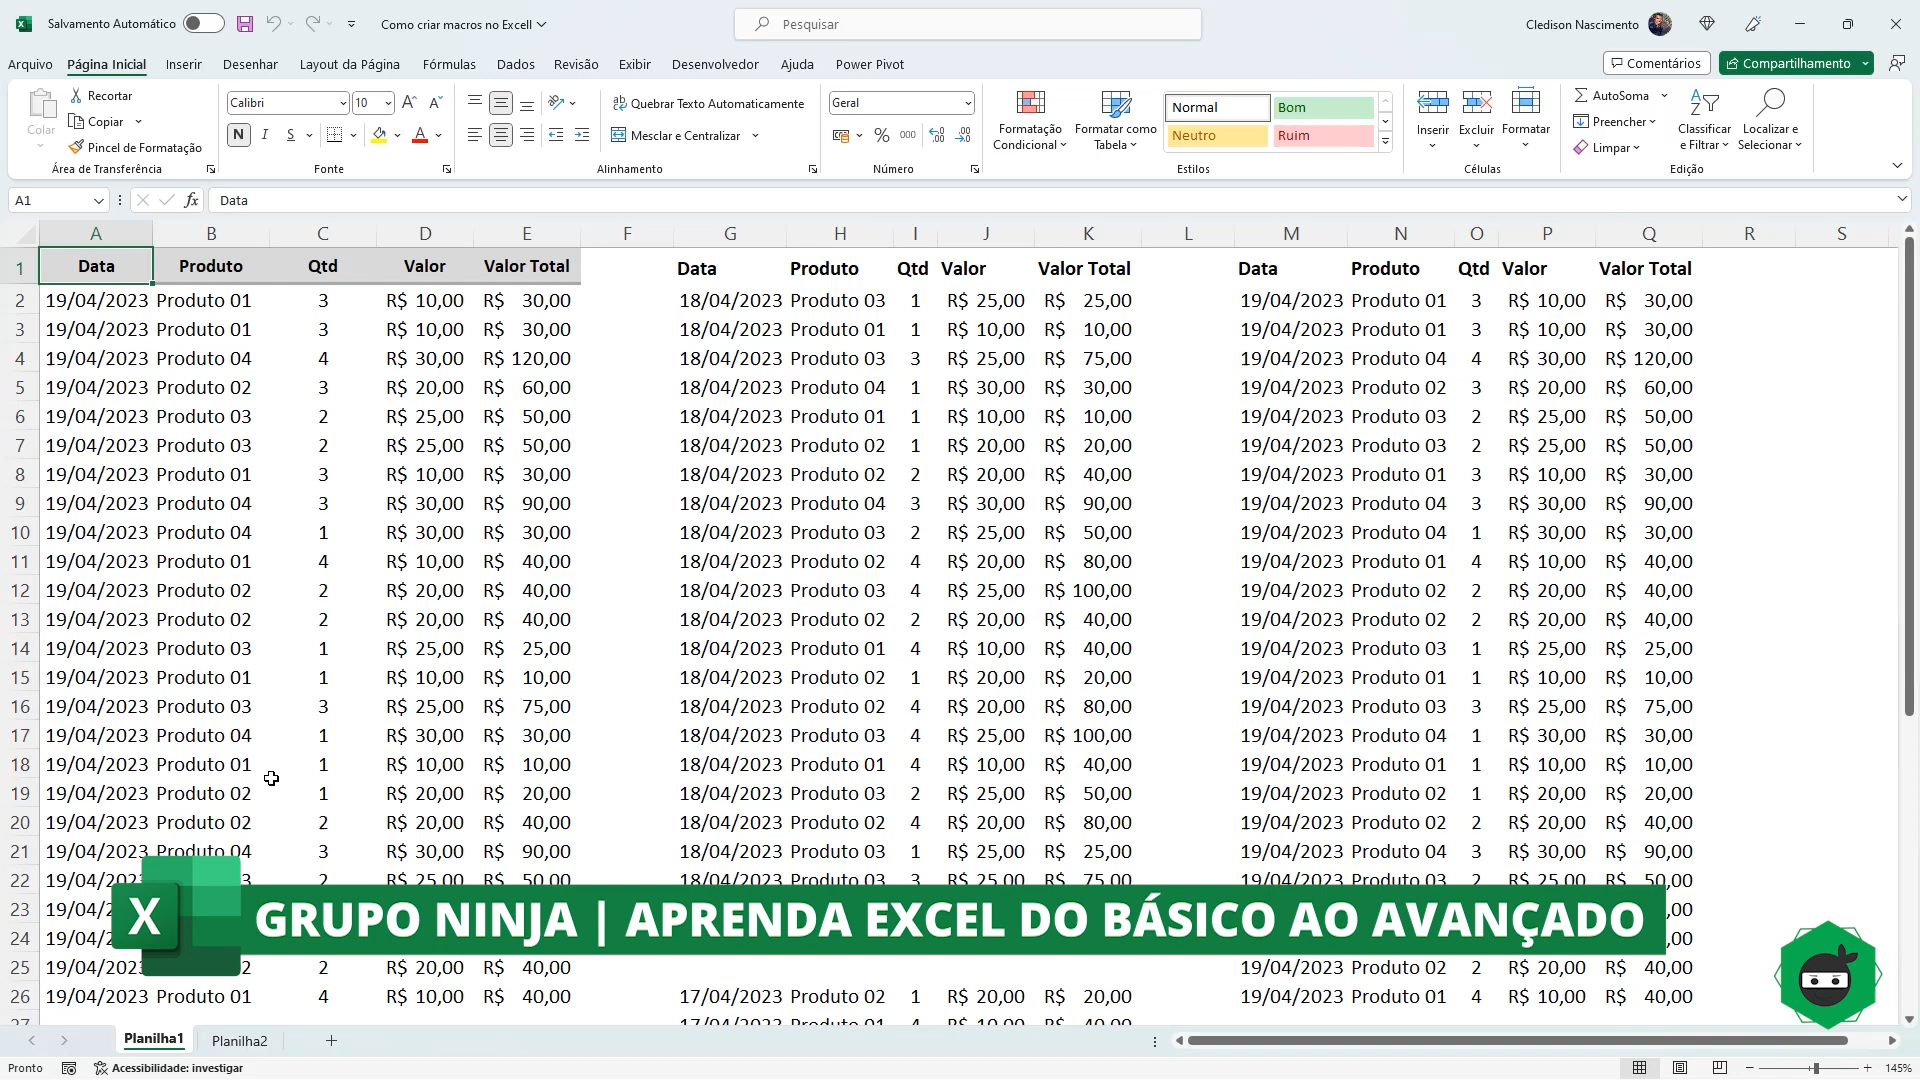 Salvamento Automático
Como criar macros no Excell
Pesquisar
Cledison Nascimento
Arquivo Página Inicial Inserir Desenhar Layout da Página Fórmulas Dados Revisão Exibir Desenvolvedor Ajuda Power Pivot Comentários Compartilhamento
Colar
Recortar
Copiar
Pincel de Formatação
Área de Transferência
Calibri 10
N I S
Fonte
Quebrar Texto Automaticamente
Mesclar e Centralizar
Alinhamento
Geral
% 000
Número
Formatação Condicional
Formatar como Tabela
Normal Bom
Neutro Ruim
Estilos
Inserir Excluir Formatar
Células
AutoSoma
Preencher
Limpar
Classificar e Filtrar
Localizar e Selecionar
Edição
A1 fx Data
A B C D E F G H I J K L M N O P Q R S
1 Data Produto Qtd Valor Valor Total Data Produto Qtd Valor Valor Total Data Produto Qtd Valor Valor Total
2 19/04/2023 Produto 01 3 R$ 10,00 R$ 30,00 18/04/2023 Produto 03 1 R$ 25,00 R$ 25,00 19/04/2023 Produto 01 3 R$ 10,00 R$ 30,00
3 19/04/2023 Produto 01 3 R$ 10,00 R$ 30,00 18/04/2023 Produto 01 1 R$ 10,00 R$ 10,00 19/04/2023 Produto 01 3 R$ 10,00 R$ 30,00
4 19/04/2023 Produto 04 4 R$ 30,00 R$ 120,00 18/04/2023 Produto 03 3 R$ 25,00 R$ 75,00 19/04/2023 Produto 04 4 R$ 30,00 R$ 120,00
5 19/04/2023 Produto 02 3 R$ 20,00 R$ 60,00 18/04/2023 Produto 04 1 R$ 30,00 R$ 30,00 19/04/2023 Produto 02 3 R$ 20,00 R$ 60,00
6 19/04/2023 Produto 03 2 R$ 25,00 R$ 50,00 18/04/2023 Produto 01 1 R$ 10,00 R$ 10,00 19/04/2023 Produto 03 2 R$ 25,00 R$ 50,00
7 19/04/2023 Produto 03 2 R$ 25,00 R$ 50,00 18/04/2023 Produto 02 1 R$ 20,00 R$ 20,00 19/04/2023 Produto 03 2 R$ 25,00 R$ 50,00
8 19/04/2023 Produto 01 3 R$ 10,00 R$ 30,00 18/04/2023 Produto 02 2 R$ 20,00 R$ 40,00 19/04/2023 Produto 01 3 R$ 10,00 R$ 30,00
9 19/04/2023 Produto 04 3 R$ 30,00 R$ 90,00 18/04/2023 Produto 04 3 R$ 30,00 R$ 90,00 19/04/2023 Produto 04 3 R$ 30,00 R$ 90,00
10 19/04/2023 Produto 04 1 R$ 30,00 R$ 30,00 18/04/2023 Produto 03 2 R$ 25,00 R$ 50,00 19/04/2023 Produto 04 1 R$ 30,00 R$ 30,00
11 19/04/2023 Produto 01 4 R$ 10,00 R$ 40,00 18/04/2023 Produto 02 4 R$ 20,00 R$ 80,00 19/04/2023 Produto 01 4 R$ 10,00 R$ 40,00
12 19/04/2023 Produto 02 2 R$ 20,00 R$ 40,00 18/04/2023 Produto 03 4 R$ 25,00 R$ 100,00 19/04/2023 Produto 02 2 R$ 20,00 R$ 40,00
13 19/04/2023 Produto 02 2 R$ 20,00 R$ 40,00 18/04/2023 Produto 02 2 R$ 20,00 R$ 40,00 19/04/2023 Produto 02 2 R$ 20,00 R$ 40,00
14 19/04/2023 Produto 03 1 R$ 25,00 R$ 25,00 18/04/2023 Produto 01 4 R$ 10,00 R$ 40,00 19/04/2023 Produto 03 1 R$ 25,00 R$ 25,00
15 19/04/2023 Produto 01 1 R$ 10,00 R$ 10,00 18/04/2023 Produto 02 1 R$ 20,00 R$ 20,00 19/04/2023 Produto 01 1 R$ 10,00 R$ 10,00
16 19/04/2023 Produto 03 3 R$ 25,00 R$ 75,00 18/04/2023 Produto 02 4 R$ 20,00 R$ 80,00 19/04/2023 Produto 03 3 R$ 25,00 R$ 75,00
17 19/04/2023 Produto 04 1 R$ 30,00 R$ 30,00 18/04/2023 Produto 03 4 R$ 25,00 R$ 100,00 19/04/2023 Produto 04 1 R$ 30,00 R$ 30,00
18 19/04/2023 Produto 01 1 R$ 10,00 R$ 10,00 18/04/2023 Produto 01 4 R$ 10,00 R$ 40,00 19/04/2023 Produto 01 1 R$ 10,00 R$ 10,00
19 19/04/2023 Produto 02 1 R$ 20,00 R$ 20,00 18/04/2023 Produto 03 2 R$ 25,00 R$ 50,00 19/04/2023 Produto 02 1 R$ 20,00 R$ 20,00
20 19/04/2023 Produto 02 2 R$ 20,00 R$ 40,00 18/04/2023 Produto 02 4 R$ 20,00 R$ 80,00 19/04/2023 Produto 02 2 R$ 20,00 R$ 40,00
21 19/04/2023 Produto 04 3 R$ 30,00 R$ 90,00 18/04/2023 Produto 03 1 R$ 25,00 R$ 25,00 19/04/2023 Produto 04 3 R$ 30,00 R$ 90,00
22 19/04/202 3 2 R$ 25,00 R$ 50,00 18/04/2023 Produto 03 3 R$ 25,00 R$ 75,00 19/04/2023 Produto 03 2 R$ 25,00 R$ 50,00
23 19/04/2 ,00
24 19/04/2 ,00
X GRUPO NINJA | APRENDA EXCEL DO BÁSICO AO AVANÇADO
25 19/04/2023 2 2 R$ 20,00 R$ 40,00 19/04/2023 Produto 02 2 R$ 20,00 R$ 40,00
26 19/04/2023 Produto 01 4 R$ 10,00 R$ 40,00 17/04/2023 Produto 02 1 R$ 20,00 R$ 20,00 19/04/2023 Produto 01 4 R$ 10,00 R$ 40,00
27 17/04/2023 Produto 01 4 R$ 10,00 R$ 40,00
Planilha1 Planilha2 +
Pronto Acessibilidade: investigar 145%